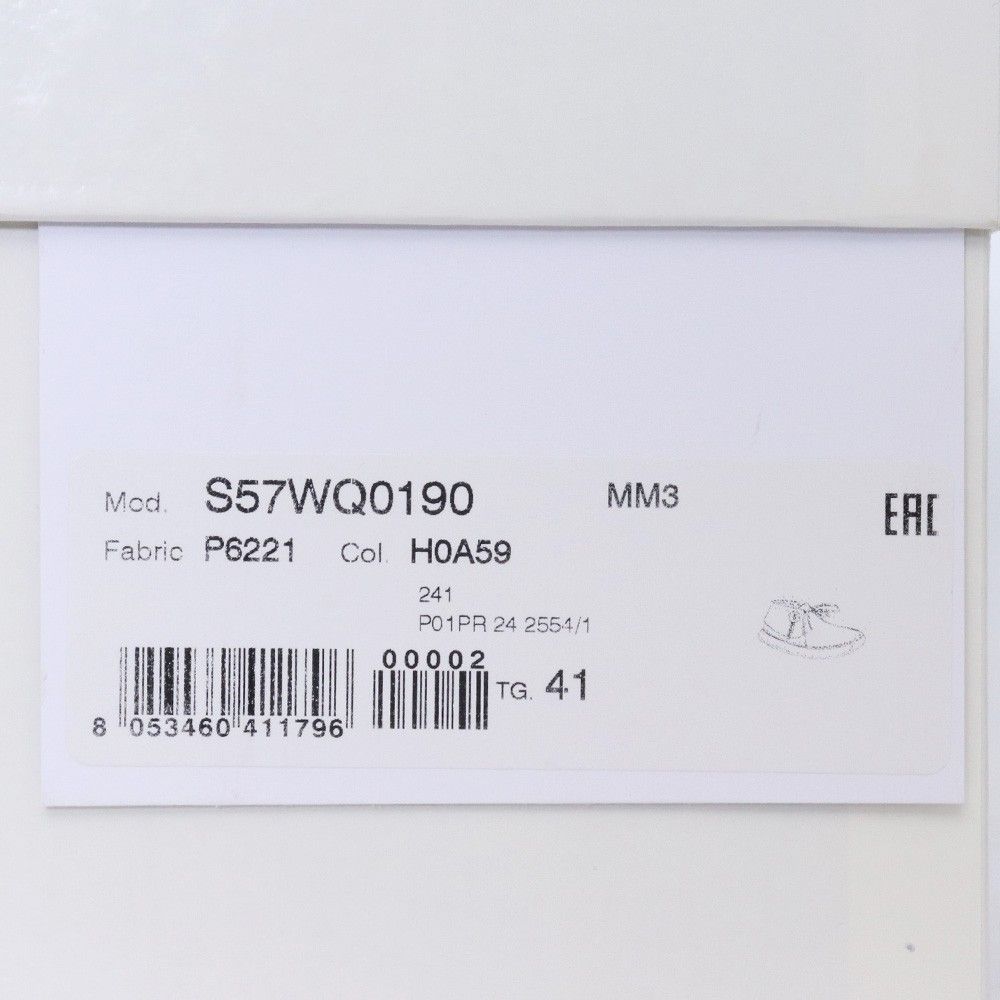 Mod. S57WQ0190 MM3
EAC
Fabric P6221 Col. H0A59
241
P01PR 24 2554/1
00002
TG. 41
8 053460 411796